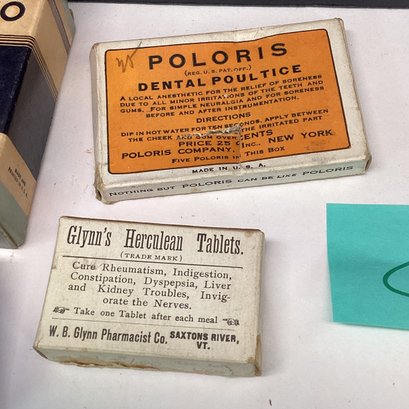 POLORIS
(REG. U.S. PAT. OFF.)
DENTAL POULTICE
A LOCAL ANESTHETIC FOR THE RELIEF OF SORENESS
DUE TO ALL MINOR IRRITATIONS OF THE TEETH AND
GUMS. FOR SIMPLE NEURALGIA AND FOR SORENESS
BEFORE AND AFTER INSTRUMENTATION.
DIRECTIONS
DIP IN HOT WATER FOR TEN SECONDS, APPLY BETWEEN
THE CHEEK AND GUM OVER THE IRRITATED PART
PRICE 25 CENTS
POLORIS COMPANY, INC., NEW YORK
FIVE POLORIS IN THIS BOX
MADE IN U.S.A.
NOTHING BUT POLORIS CAN BE LIKE POLORIS
Glynn's Herculean Tablets.
(TRADE MARK)
Cure Rheumatism, Indigestion,
Constipation, Dyspepsia, Liver
and Kidney Troubles, Invig-
orate the Nerves.
Take one Tablet after each meal
W. B. Glynn Pharmacist Co. SAXTONS RIVER,
VT.